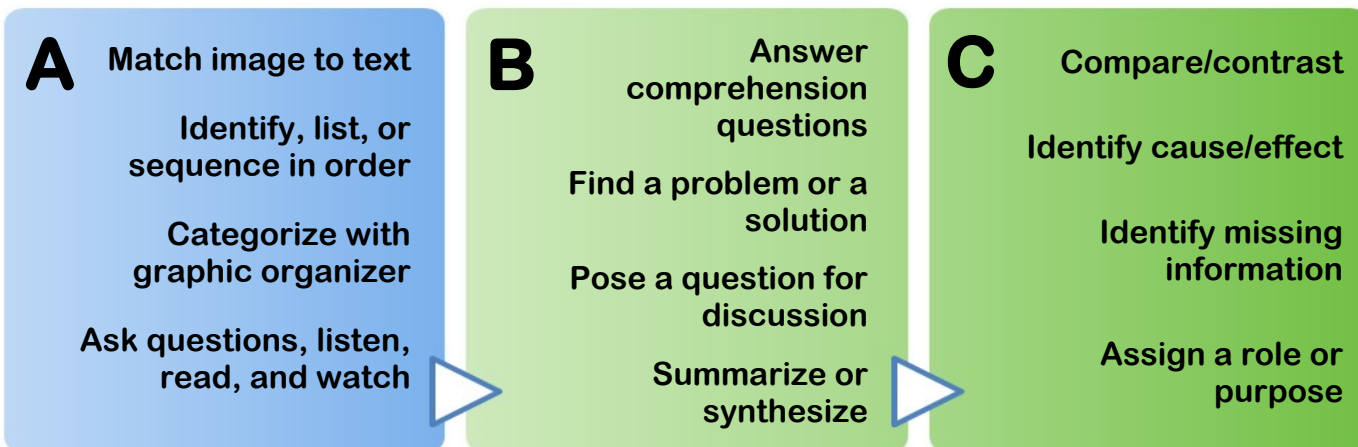 A
Match image to text
Identify, list, or
sequence in order
Categorize with
graphic organizer
Ask questions, listen,
read, and watch
B
Answer
comprehension
questions
Find a problem or a
solution
Pose a question for
discussion
Summarize or
synthesize
C
Compare/contrast
Identify cause/effect
Identify missing
information
Assign a role or
purpose